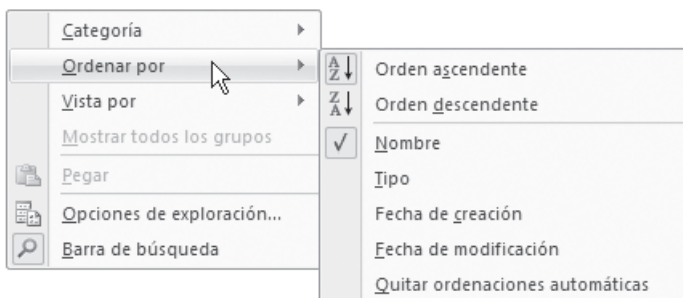 Categoría
Ordenar por
Vista por
Mostrar todos los grupos
Pegar
Opciones de exploración...
Barra de búsqueda
A
Z
Orden ascendente
Z
A
Orden descendente
Nombre
Tipo
Fecha de creación
Fecha de modificación
Quitar ordenaciones automáticas